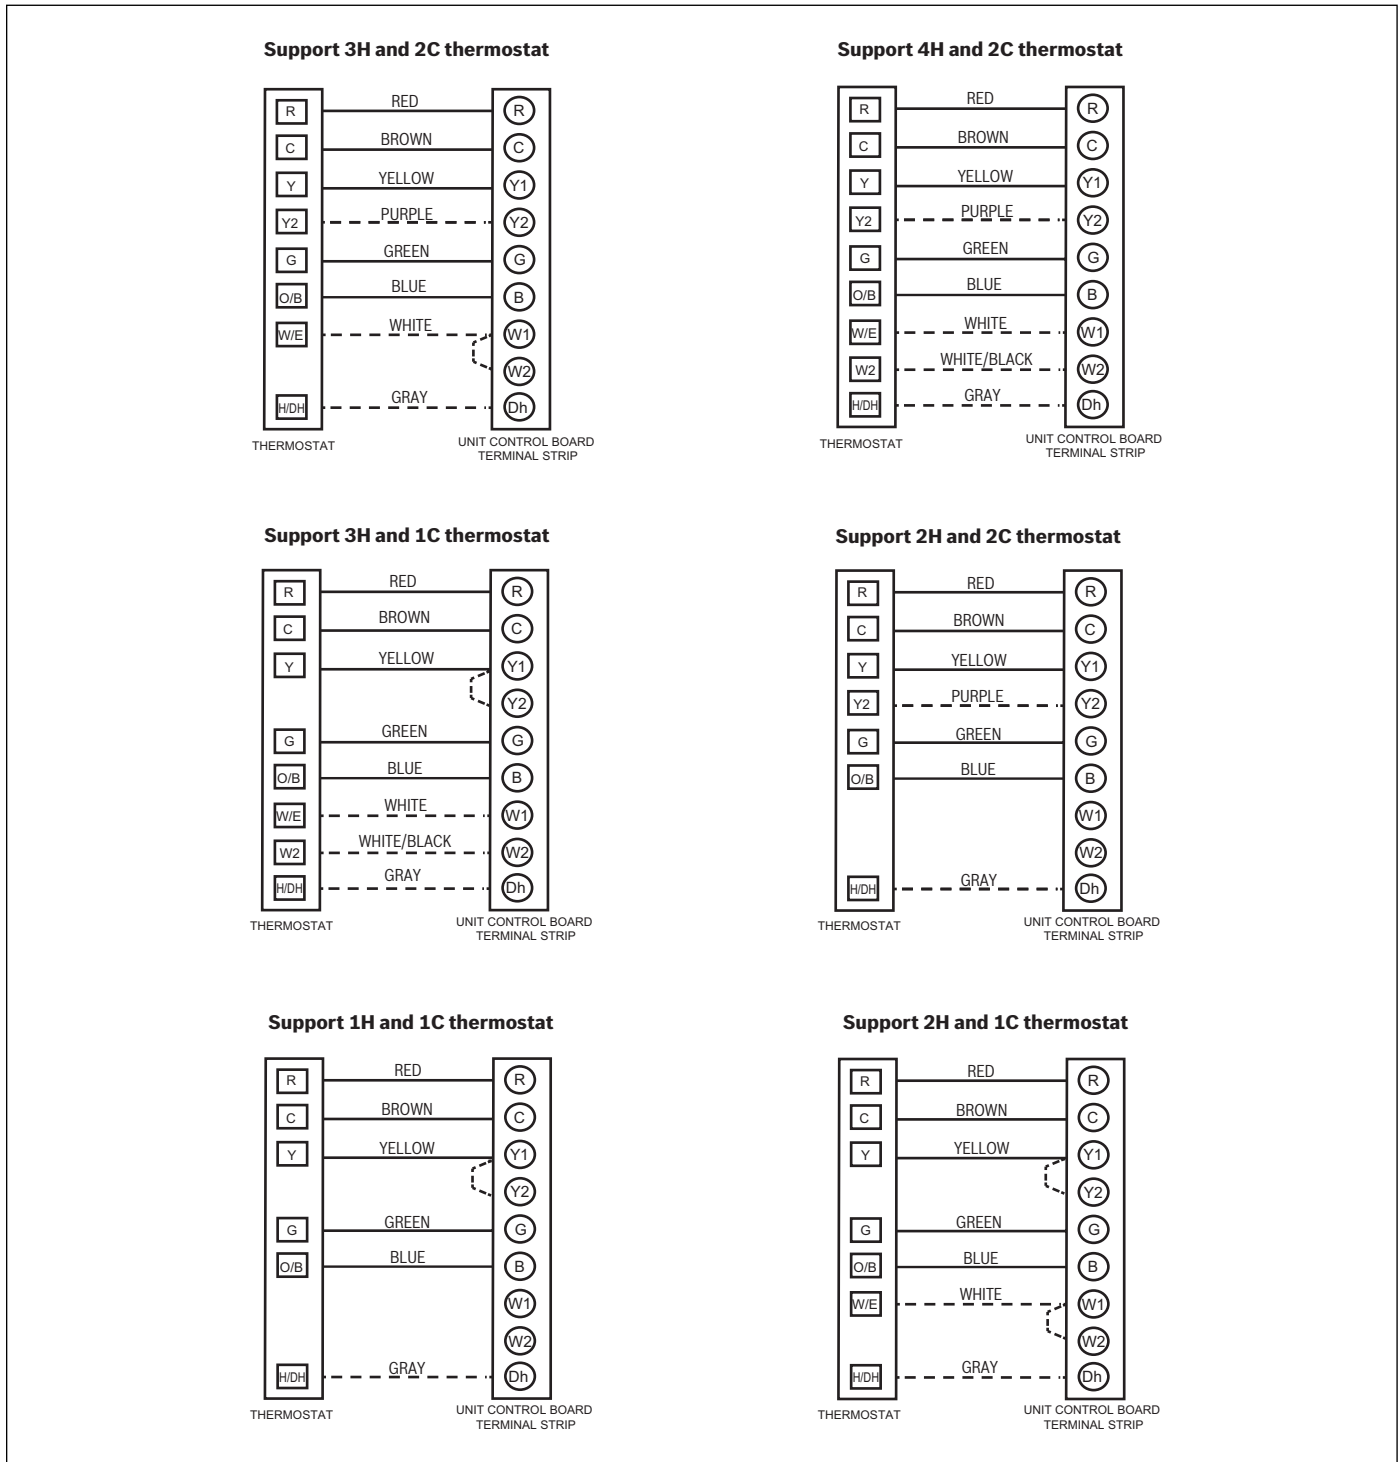 Support 3H and 2C thermostat
R RED R
C BROWN C
Y YELLOW Y1
Y2 PURPLE Y2
G GREEN G
O/B BLUE B
W/E WHITE W1
W2
H/DH GRAY Dh
THERMOSTAT
UNIT CONTROL BOARD
TERMINAL STRIP
Support 4H and 2C thermostat
R RED R
C BROWN C
Y YELLOW Y1
Y2 PURPLE Y2
G GREEN G
O/B BLUE B
W/E WHITE W1
W2 WHITE/BLACK W2
H/DH GRAY Dh
THERMOSTAT
UNIT CONTROL BOARD
TERMINAL STRIP
Support 3H and 1C thermostat
R RED R
C BROWN C
Y YELLOW Y1
Y2
G GREEN G
O/B BLUE B
W/E WHITE W1
W2 WHITE/BLACK W2
H/DH GRAY Dh
THERMOSTAT
UNIT CONTROL BOARD
TERMINAL STRIP
Support 2H and 2C thermostat
R RED R
C BROWN C
Y YELLOW Y1
Y2 PURPLE Y2
G GREEN G
O/B BLUE B
W1
W2
H/DH GRAY Dh
THERMOSTAT
UNIT CONTROL BOARD
TERMINAL STRIP
Support 1H and 1C thermostat
R RED R
C BROWN C
Y YELLOW Y1
Y2
G GREEN G
O/B BLUE B
W1
W2
H/DH GRAY Dh
THERMOSTAT
UNIT CONTROL BOARD
TERMINAL STRIP
Support 2H and 1C thermostat
R RED R
C BROWN C
Y YELLOW Y1
Y2
G GREEN G
O/B BLUE B
W/E WHITE W1
W2
H/DH GRAY Dh
THERMOSTAT
UNIT CONTROL BOARD
TERMINAL STRIP